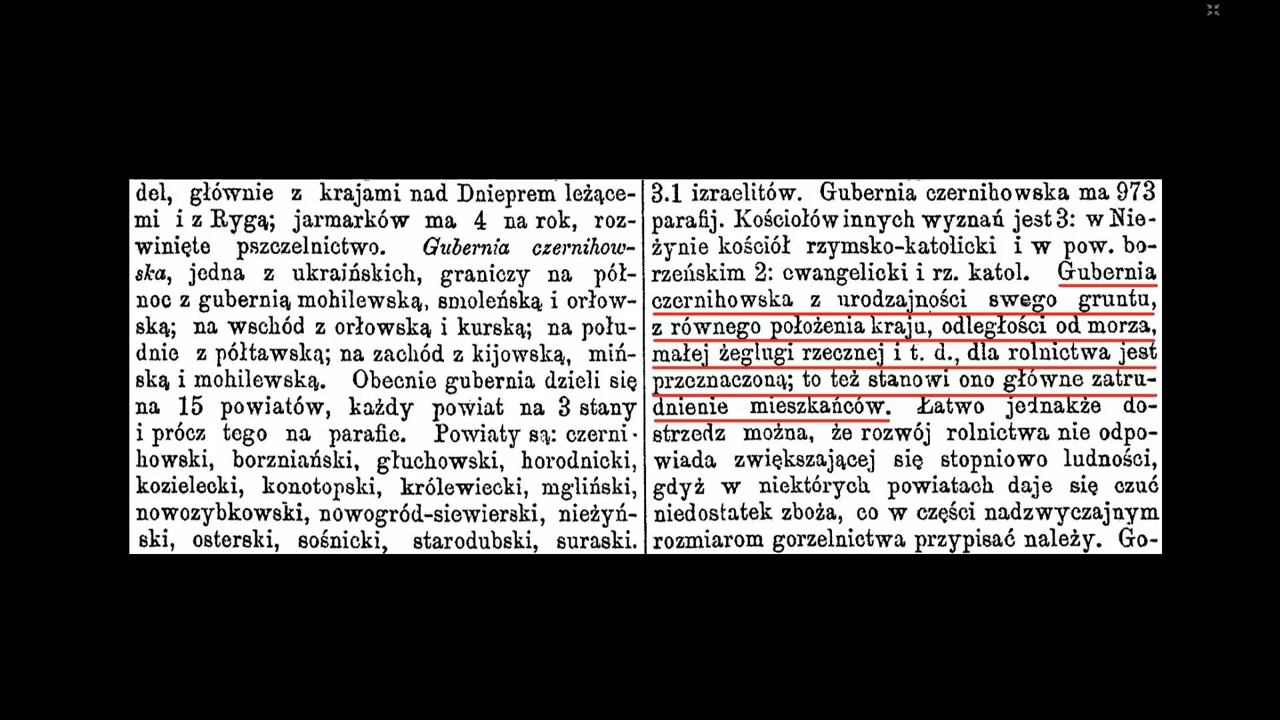 del, głównie z krajami nad Dnieprem leżące-
mi i z Rygą; jarmarków ma 4 na rok, roz-
winięte pszczelnictwo. Gubernia czernihow-
ska, jedna z ukraińskich, graniczy na pół-
noc z gubernią mohilewską, smoleńską i orłow-
ską; na wschód z orłowską i kurską; na połu-
dnie z półtawską; na zachód z kijowską, miń-
ską i mohilewską. Obecnie gubernia dzieli się
na 15 powiatów, każdy powiat na 3 stany
i prócz tego na parafie. Powiaty są: czerni-
howski, borzniański, głuchowski, horodnicki,
kozielecki, konotopski, królewiecki, mgliński,
nowozybkowski, nowogród-siewierski, nieżyń-
ski, osterski, sośnicki, starodubski, suraski.
3.1 izraelitów. Gubernia czernihowska ma 973
parafij. Kościołów innych wyznań jest 3: w Nie-
żynie kościół rzymsko-katolicki i w pow. bo-
rzeńskim 2: ewangelicki i rz. katol. Gubernia
czernihowska z urodzajności swego gruntu,
z równego położenia kraju, odległości od morza,
małej żeglugi rzecznej i t. d., dla rolnictwa jest
przeznaczoną; to też stanowi ono główne zatru-
dnienie mieszkańców. Łatwo jednakże do-
strzedz można, że rozwój rolnictwa nie odpo-
wiada zwiększającej się stopniowo ludności,
gdyż w niektórych powiatach daje się czuć
niedostatek zboża, co w części nadzwyczajnym
rozmiarom gorzelnictwa przypisać należy. Go-